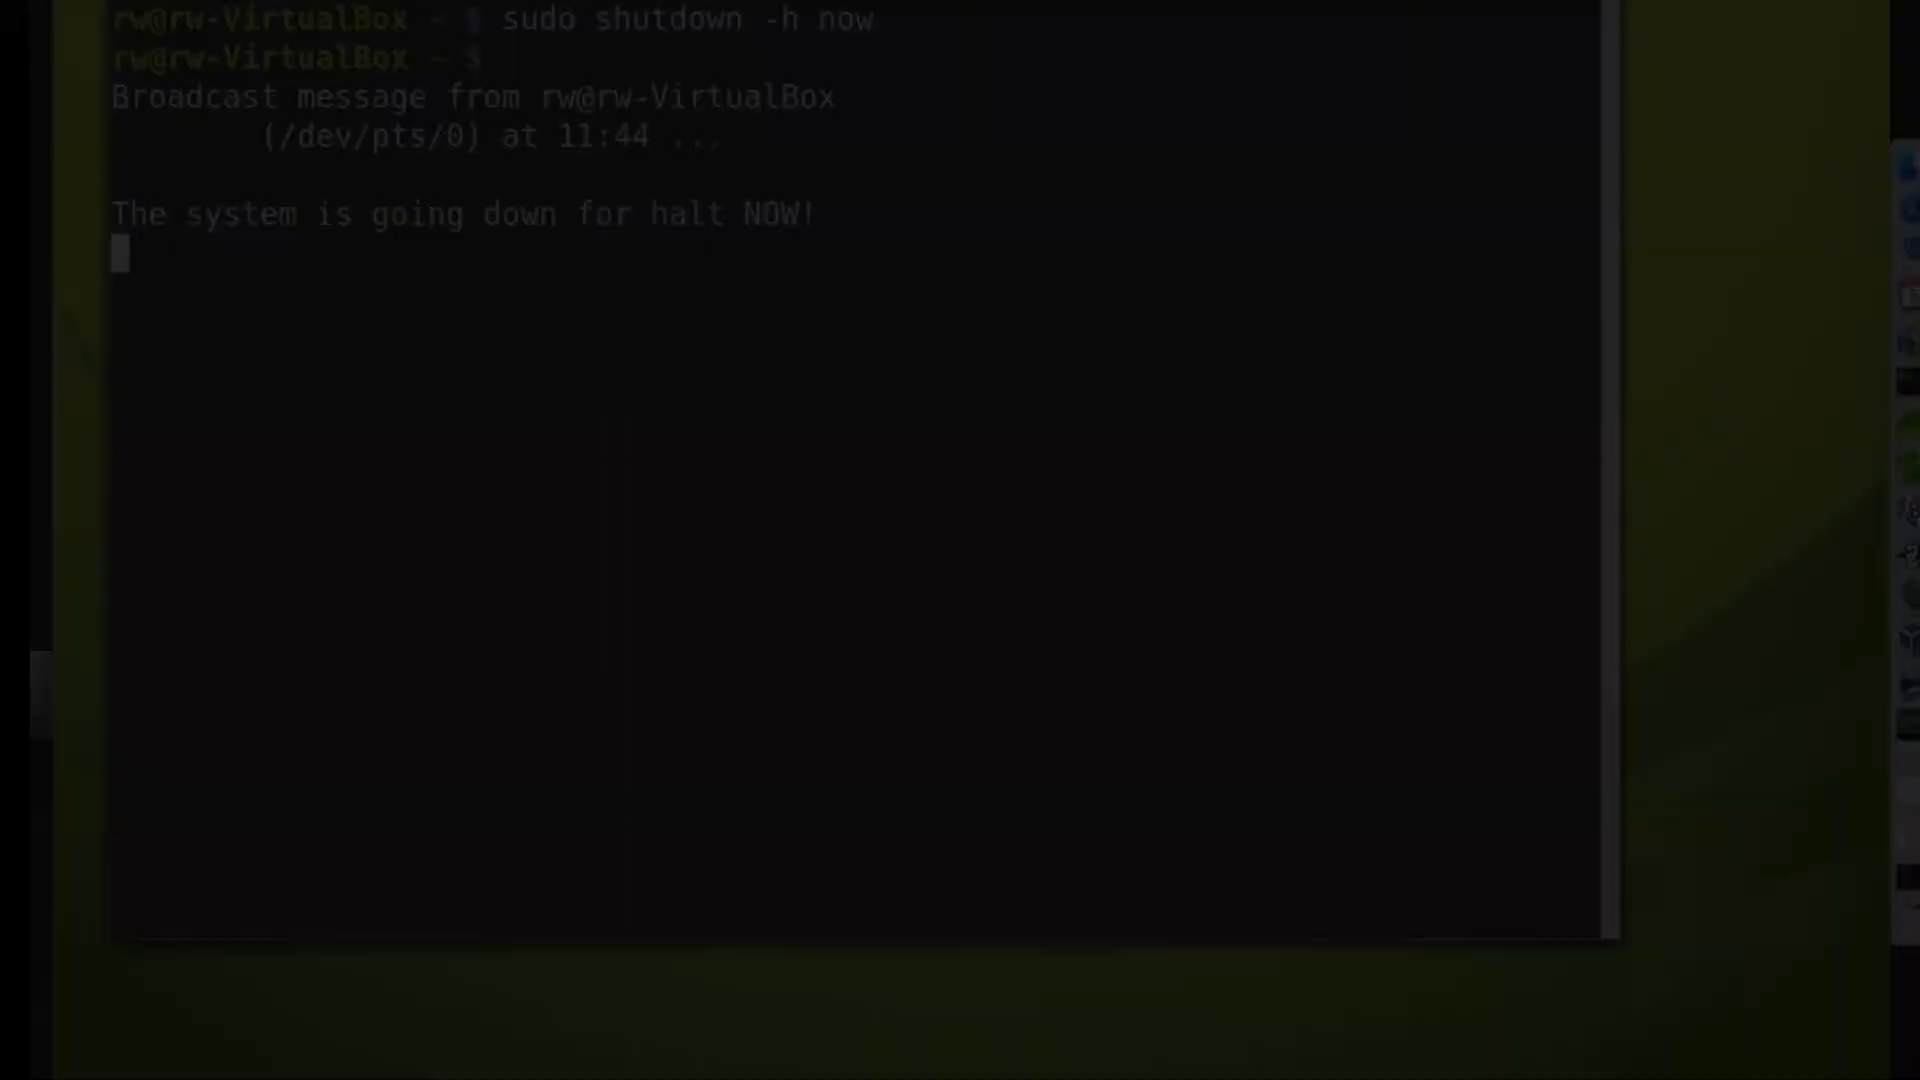 rw@rw-VirtualBox ~ $ sudo shutdown -h now
rw@rw-VirtualBox ~ $
Broadcast message from rw@rw-VirtualBox
(/dev/pts/0) at 11:44 ...
The system is going down for halt NOW!